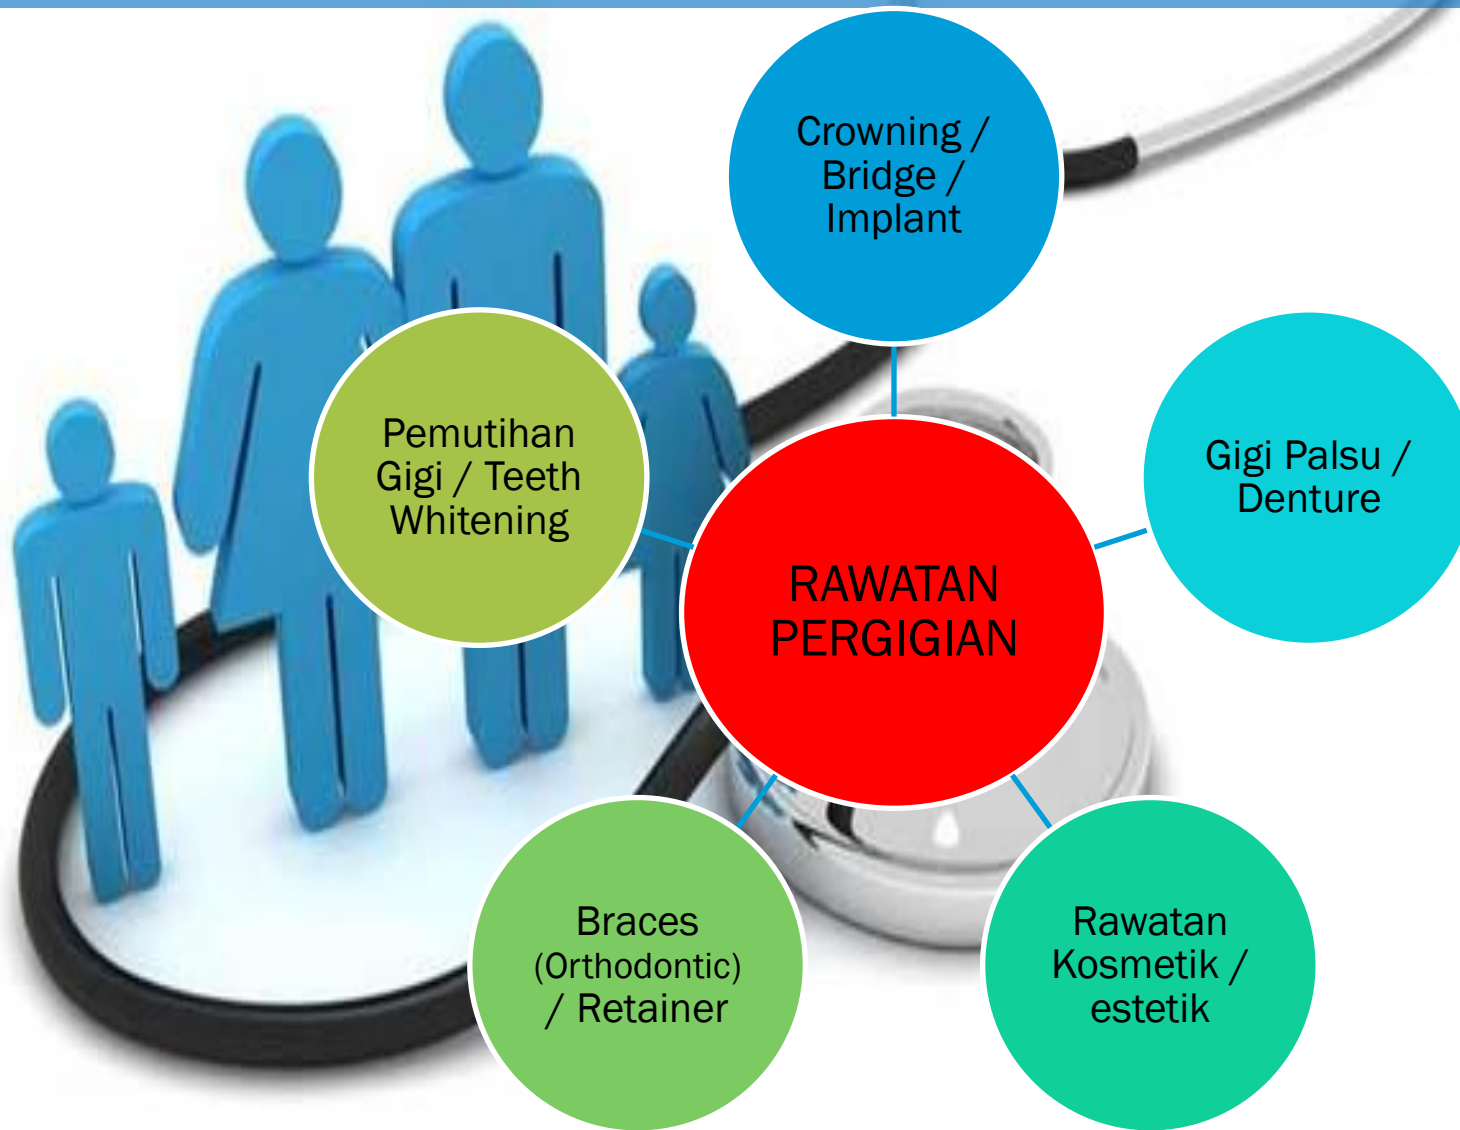 Crowning /
Bridge /
Implant
Pemutihan
Gigi / Teeth
Whitening
Gigi Palsu /
Denture
RAWATAN
PERGIGIAN
Braces
(Orthodontic)
/ Retainer
Rawatan
Kosmetik /
estetik